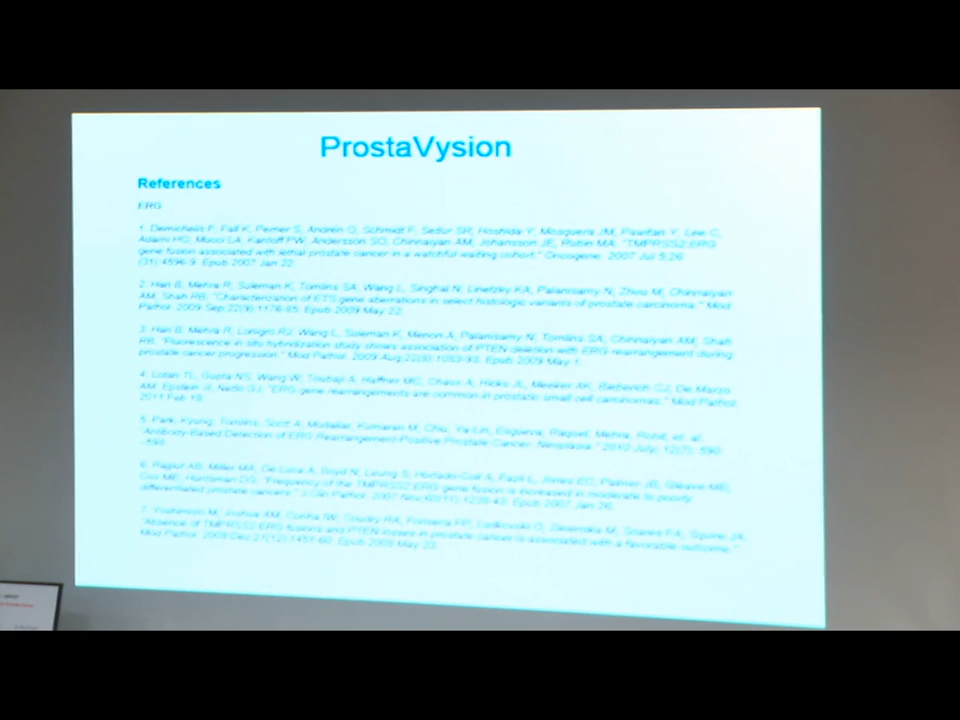 ProstaVysion
References
ERG
1. Demichelis F, Fall K, Perner S, Andrén O, Schmidt F, Setlur SR, Hoshida Y, Mosquera JM, Pawitan Y, Lee C,
Adami HO, Mucci LA, Kantoff PW, Andersson SO, Chinnaiyan AM, Johansson JE, Rubin MA. "TMPRSS2:ERG
gene fusion associated with lethal prostate cancer in a watchful waiting cohort." Oncogene. 2007 Jul 5;26
(31):4596-9. Epub 2007 Jan 22.
2. Han B, Mehra R, Suleman K, Tomlins SA, Wang L, Singhal N, Linetzky KA, Palanisamy N, Zhou M, Chinnaiyan
AM, Shah RB. "Characterization of ETS gene aberrations in select histologic variants of prostate carcinoma." Mod
Pathol. 2009 Sep;22(9):1176-85. Epub 2009 May 22.
3. Han B, Mehra R, Lonigro RJ, Wang L, Suleman K, Menon A, Palanisamy N, Tomlins SA, Chinnaiyan AM, Shah
RB. "Fluorescence in situ hybridization study shows association of PTEN deletion with ERG rearrangement during
prostate cancer progression." Mod Pathol. 2009 Aug;22(8):1083-93. Epub 2009 May 1.
4. Lotan TL, Gupta NS, Wang W, Toubaji A, Haffner MC, Chaux A, Hicks JL, Meeker AK, Bieberich CJ, De Marzo
AM, Epstein JI, Netto GJ. "ERG gene rearrangements are common in prostatic small cell carcinomas." Mod Pathol.
2011 Feb 18.
5. Park, Kyung, Tomlins, Scott A, Mudaliar, Kumaran M, Chiu, Ya-Lin, Esgueva, Raquel, Mehra, Rohit, et. al.
"Antibody-Based Detection of ERG Rearrangement-Positive Prostate Cancer. Neoplasia." 2010 July; 12(7): 590
-598.
6. MA, De Luca A, Boyd N, Leung S, Hurtado-Coll A, Fazli L, Jones EC, Palmer JB, Gleave ME,
Cox ME, Huntsman DG. "Frequency of the TMPRSS2:ERG gene fusion is increased in moderate to poorly
differentiated prostate cancers." J Clin Pathol. 2007 Epub 2007 Jan 26.
7. Yoshimoto M, Joshua AM, Cunha IW, Coudry RA, Fonseca FP, Ludkovski O, Zielenska M, Soares FA, Squire JA.
"Absence of TMPRSS2:ERG fusions and PTEN losses in prostate cancer is associated with a favorable outcome."
Mod Pathol. 2008 Dec;21(12):1451-60. Epub May 23.